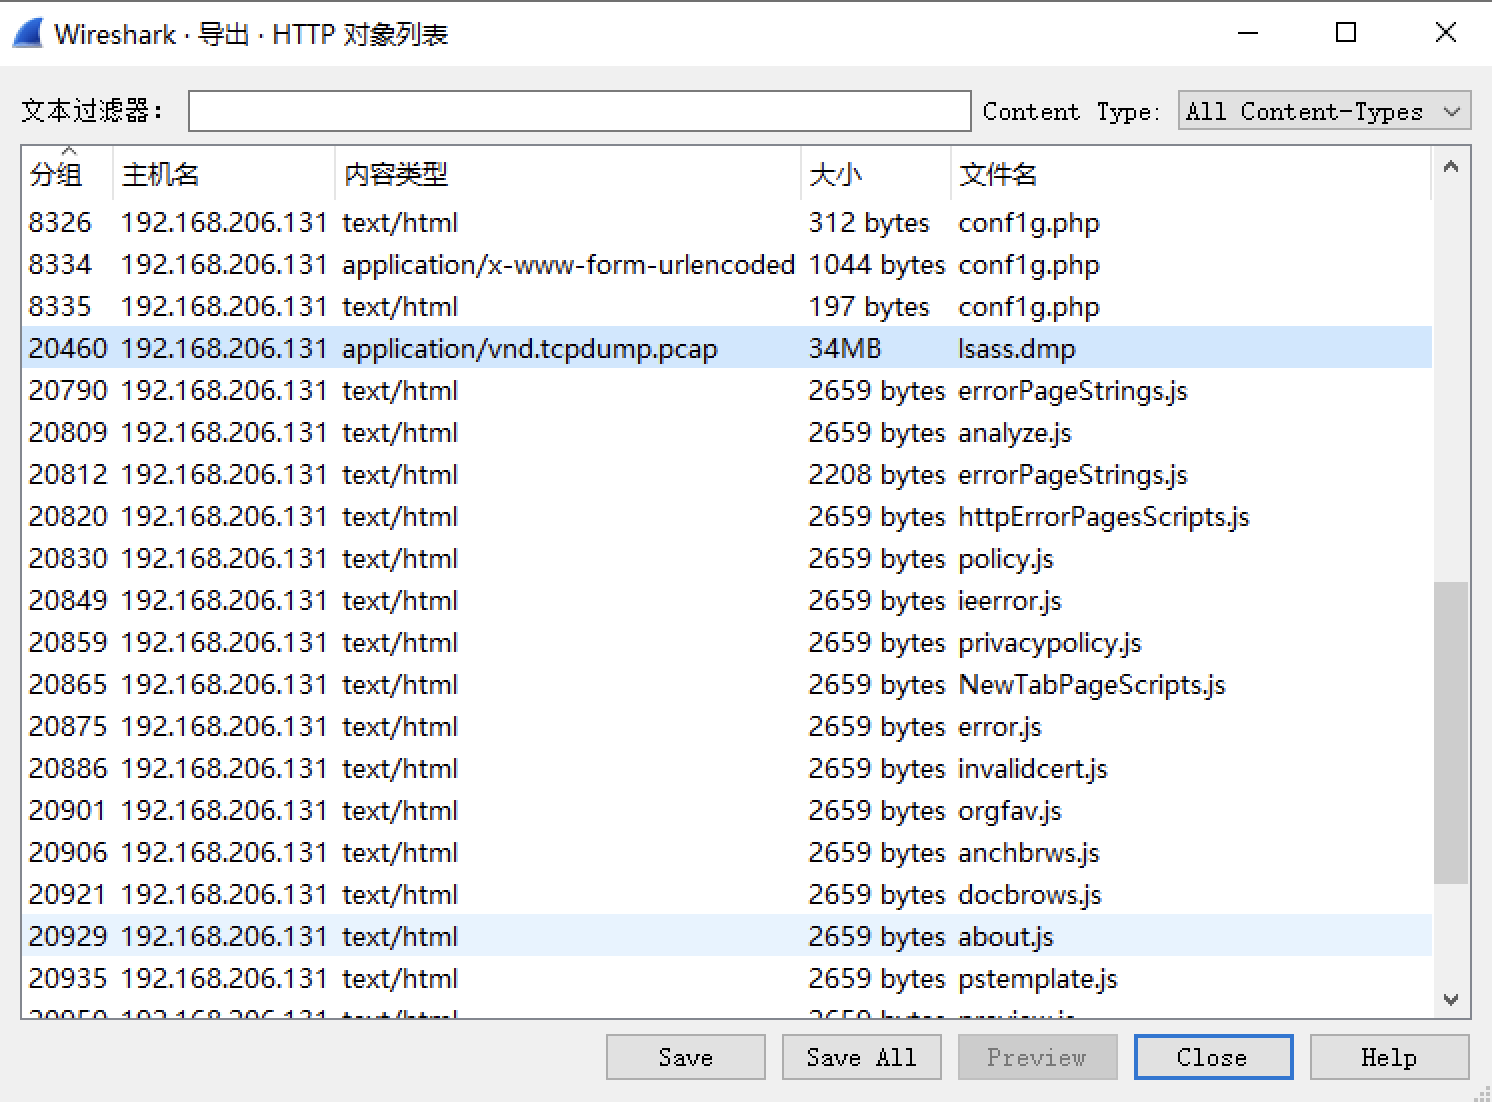 Wireshark · 导出 · HTTP 对象列表
文本过滤器: Content Type: All Content-Types
分组 主机名 内容类型 大小 文件名
8326 192.168.206.131 text/html 312 bytes conf1g.php
8334 192.168.206.131 application/x-www-form-urlencoded 1044 bytes conf1g.php
8335 192.168.206.131 text/html 197 bytes conf1g.php
20460 192.168.206.131 application/vnd.tcpdump.pcap 34MB lsass.dmp
20790 192.168.206.131 text/html 2659 bytes errorPageStrings.js
20809 192.168.206.131 text/html 2659 bytes analyze.js
20812 192.168.206.131 text/html 2208 bytes errorPageStrings.js
20820 192.168.206.131 text/html 2659 bytes httpErrorPagesScripts.js
20830 192.168.206.131 text/html 2659 bytes policy.js
20849 192.168.206.131 text/html 2659 bytes ieerror.js
20859 192.168.206.131 text/html 2659 bytes privacypolicy.js
20865 192.168.206.131 text/html 2659 bytes NewTabPageScripts.js
20875 192.168.206.131 text/html 2659 bytes error.js
20886 192.168.206.131 text/html 2659 bytes invalidcert.js
20901 192.168.206.131 text/html 2659 bytes orgfav.js
20906 192.168.206.131 text/html 2659 bytes anchbrws.js
20921 192.168.206.131 text/html 2659 bytes docbrows.js
20929 192.168.206.131 text/html 2659 bytes about.js
20935 192.168.206.131 text/html 2659 bytes pstemplate.js
Save Save All Preview Close Help